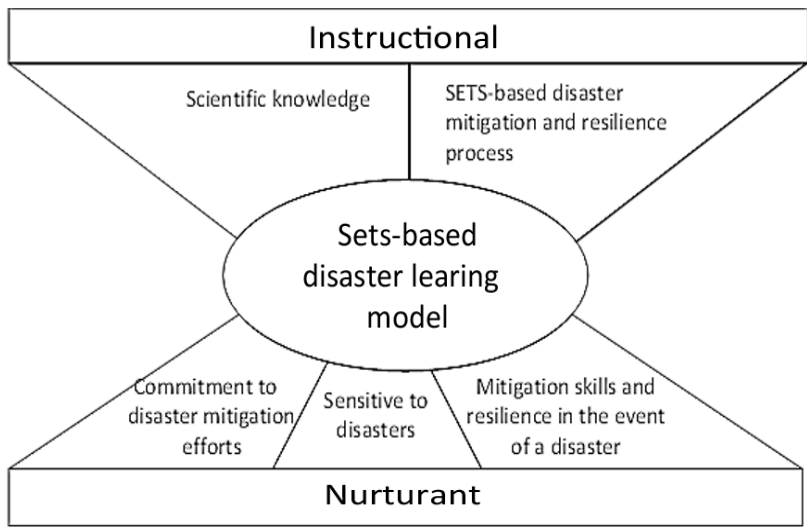 Instructional
Scientific knowledge
SETS-based disaster
mitigation and resilience
process
Sets-based
disaster learing
model
Commitment to
disaster mitigation
efforts
Sensitive to
disasters
Mitigation skills and
resilience in the event
of a disaster
Nurturant